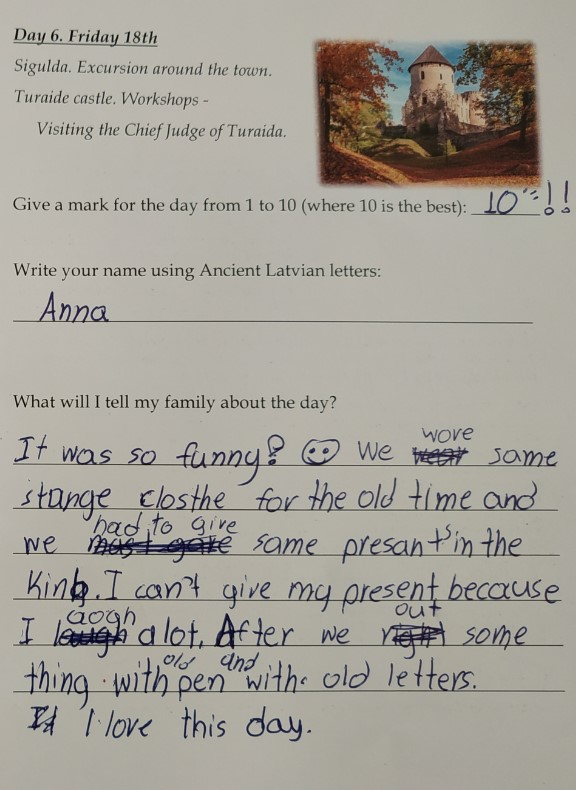 Day 6. Friday 18th
Sigulda. Excursion around the town.
Turaide castle. Workshops -
Visiting the Chief Judge of Turaida.
Give a mark for the day from 1 to 10 (where 10 is the best): 10!!
Write your name using Ancient Latvian letters:
Anna
What will I tell my family about the day?
It was so funny? We wore same
stange closthe for the old time and
we had to give same presant's in the
King. I can't give my present because
I laogh a lot. After we out some
thing with old pen and with old letters.
I love this day.